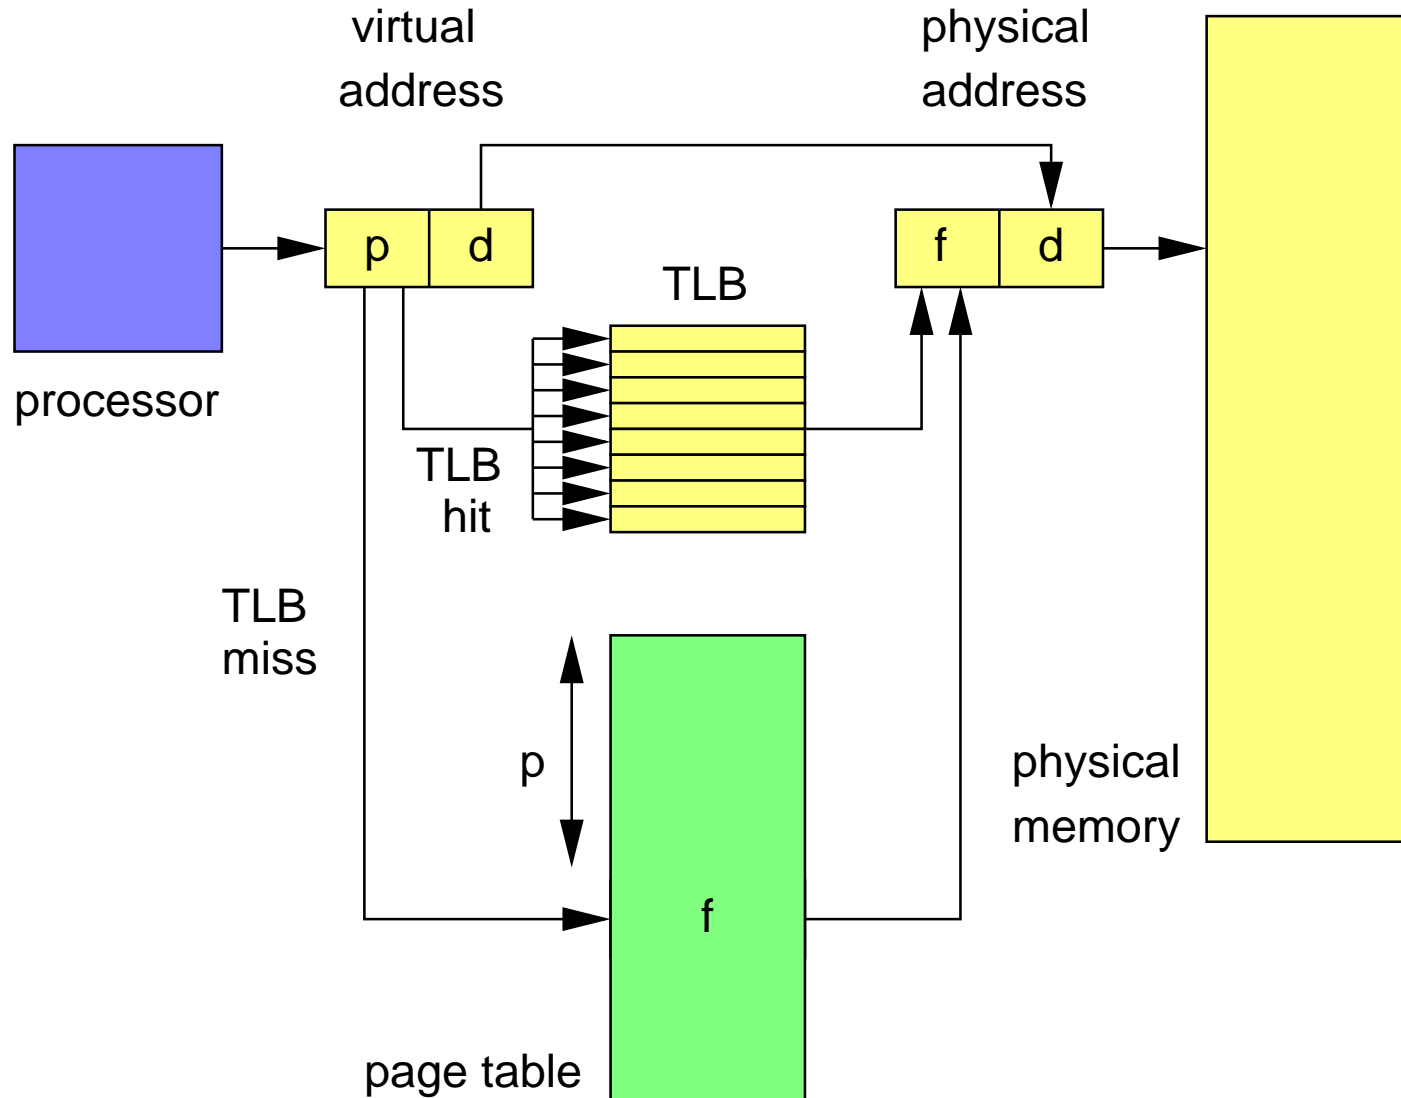 virtual
address
physical
address
p
d
f
d
TLB
processor
TLB
hit
TLB
miss
p
physical
memory
f
page table